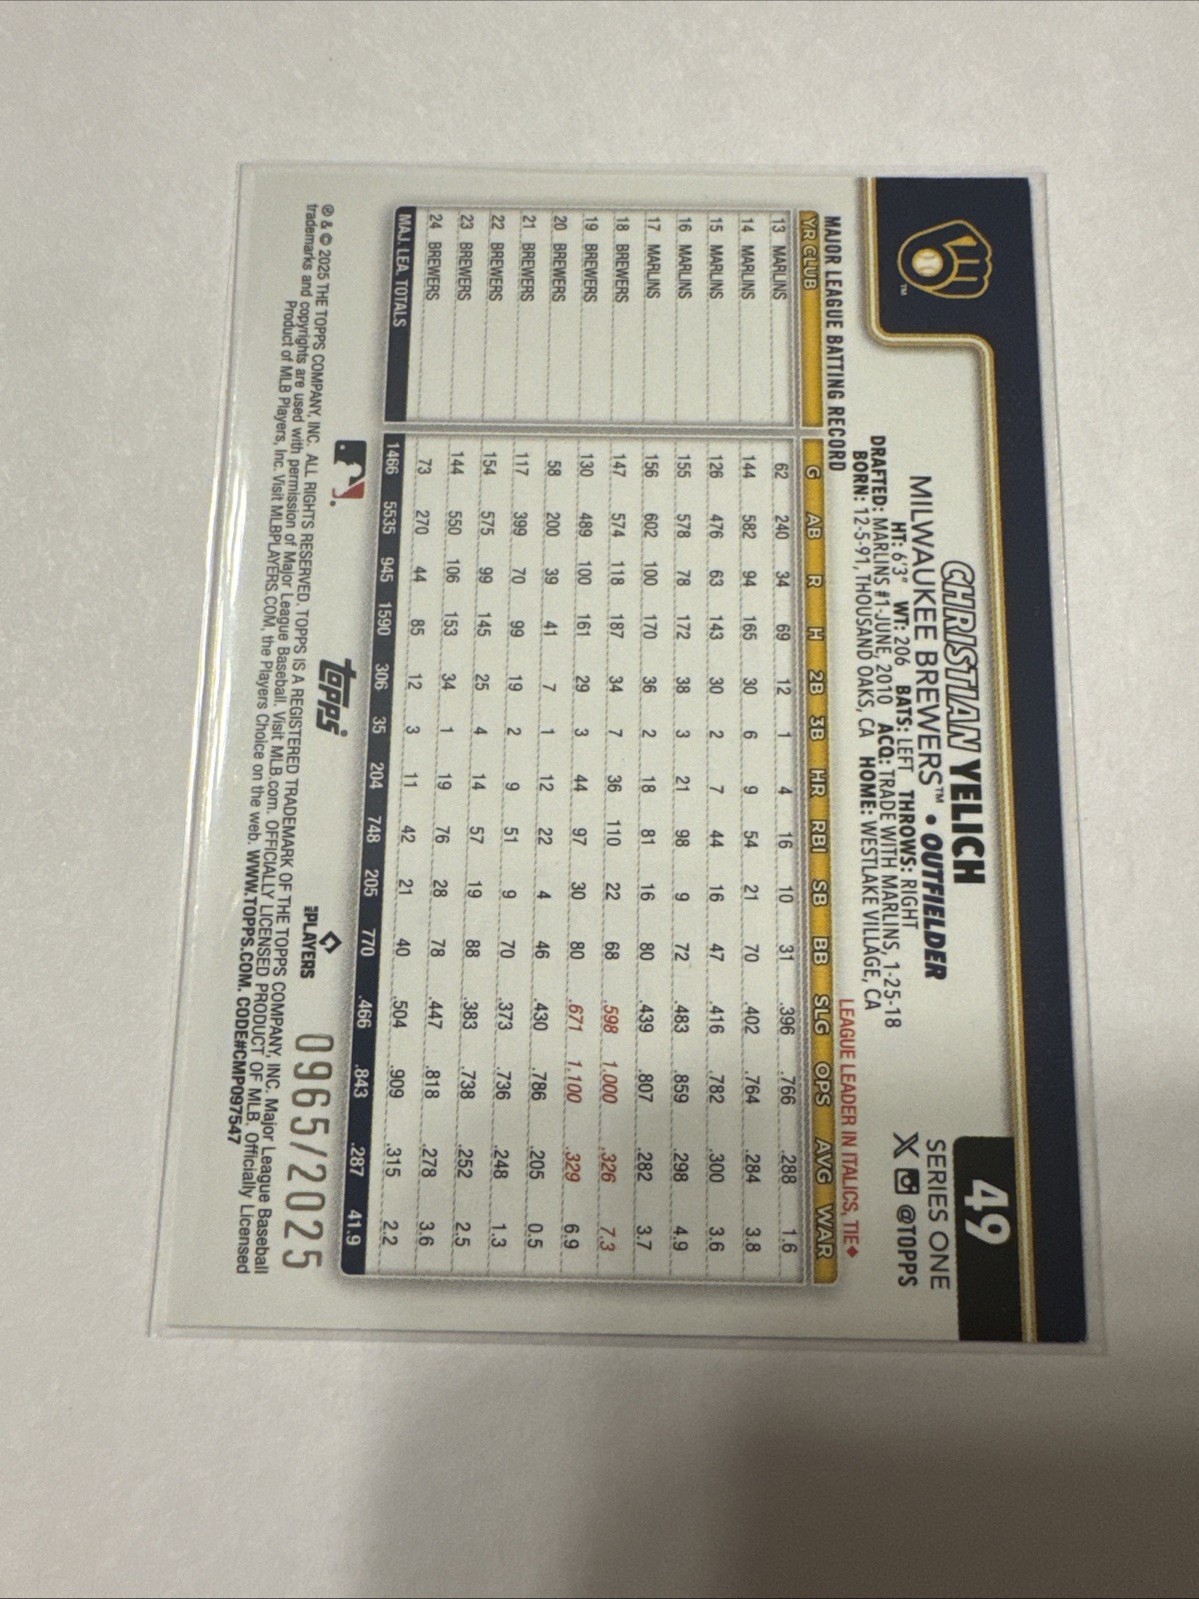 49
SERIES ONE
X @TOPPS
CHRISTIAN YELICH
MILWAUKEE BREWERS™ • OUTFIELDER
HT: 6'3" WT: 206 BATS: LEFT THROWS: RIGHT
DRAFTED: MARLINS #1-JUNE, 2010 ACQ: TRADE WITH MARLINS, 1-25-18
BORN: 12-5-91, THOUSAND OAKS, CA HOME: WESTLAKE VILLAGE, CA
TM
MAJOR LEAGUE BATTING RECORD LEAGUE LEADER IN ITALICS, TIE◆
YR CLUB G AB R H 2B 3B HR RBI SB BB SLG OPS AVG WAR
13 MARLINS 62 240 34 69 12 1 4 16 10 31 .396 .766 .288 1.6
14 MARLINS 144 582 94 165 30 6 9 54 21 70 .402 .764 .284 3.8
15 MARLINS 126 476 63 143 30 2 7 44 16 47 .416 .782 .300 3.6
16 MARLINS 155 578 78 172 38 3 21 98 9 72 .483 .859 .298 4.9
17 MARLINS 156 602 100 170 36 2 18 81 16 80 .439 .807 .282 3.7
18 BREWERS 147 574 118 187 34 7 36 110 22 68 .598 1.000 .326 7.3
19 BREWERS 130 489 100 161 29 3 44 97 30 80 .671 1.100 .329 6.9
20 BREWERS 58 200 39 41 7 1 12 22 4 46 .430 .786 .205 0.5
21 BREWERS 117 399 70 99 19 2 9 51 9 70 .373 .736 .248 1.3
22 BREWERS 154 575 99 145 25 4 14 57 19 88 .383 .738 .252 2.5
23 BREWERS 144 550 106 153 34 1 19 76 28 78 .447 .818 .278 3.6
24 BREWERS 73 270 44 85 12 3 11 42 21 40 .504 .909 .315 2.2
MAJ. LEA. TOTALS 1466 5535 945 1590 306 35 204 748 205 770 .466 .843 .287 41.9
topps
MLB PLAYERS
0965/2025
® & © 2025 THE TOPPS COMPANY, INC. ALL RIGHTS RESERVED. TOPPS IS A REGISTERED TRADEMARK OF THE TOPPS COMPANY, INC. Major League Baseball
trademarks and copyrights are used with permission of Major League Baseball. Visit MLB.com. OFFICIALLY LICENSED PRODUCT OF MLB. Officially Licensed
Product of MLB Players, Inc. Visit MLBPLAYERS.COM, the Players Choice on the web. WWW.TOPPS.COM. CODE#CMP097547